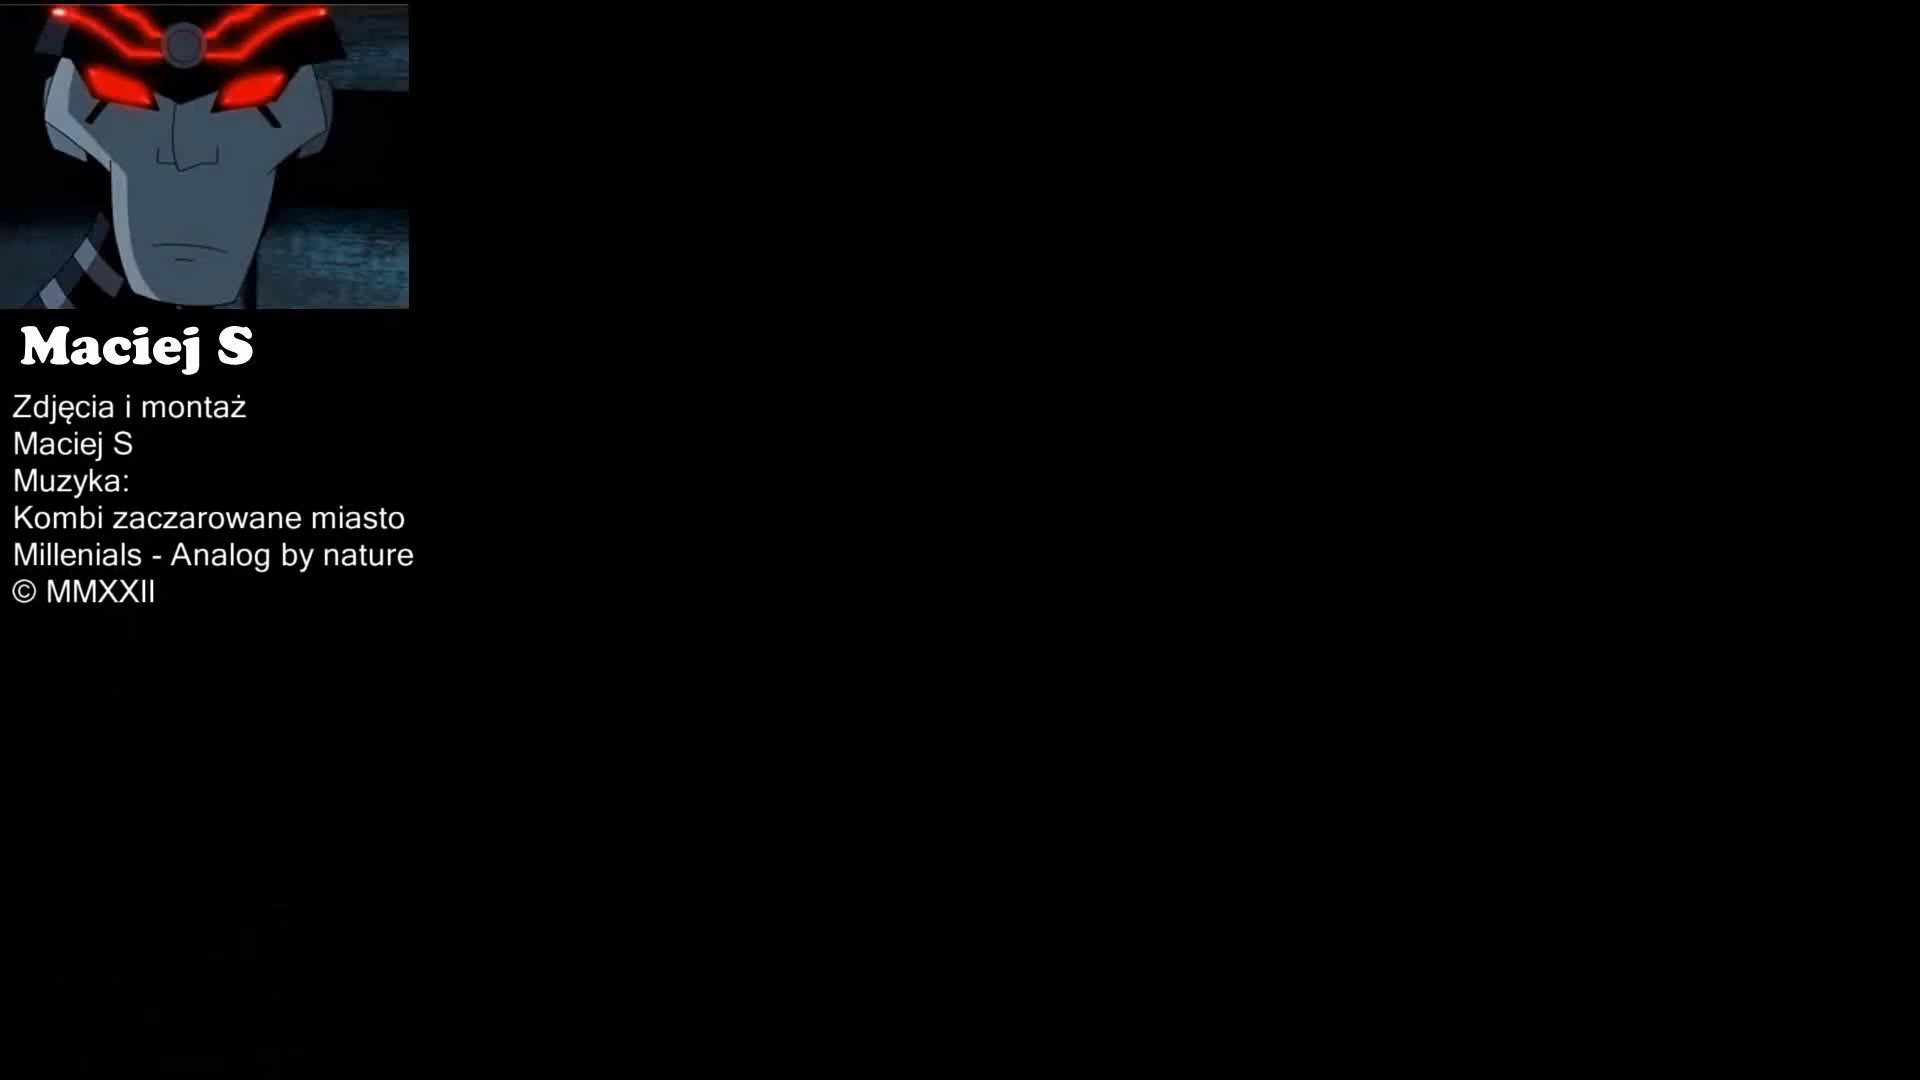 Maciej S
Zdjęcia i montaż
Maciej S
Muzyka:
Kombi zaczarowane miasto
Millenials - Analog by nature
© MMXXII